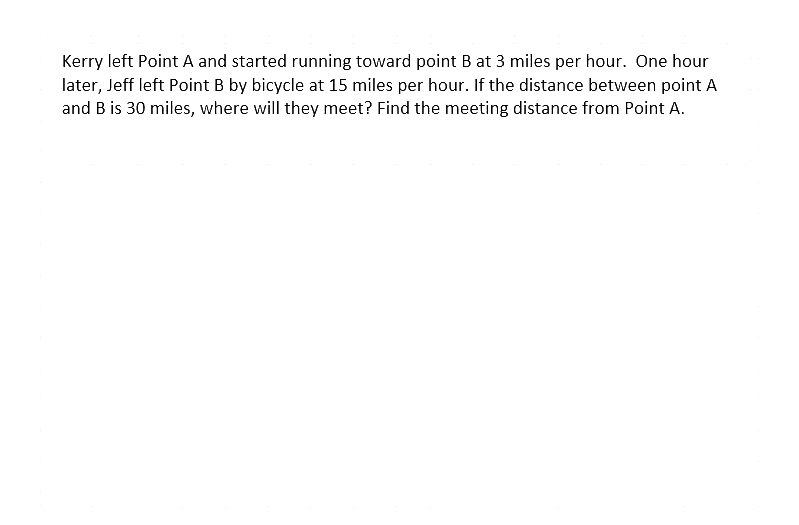 Kerry left Point A and started running toward point B at 3 miles per hour.  One hour
later, Jeff left Point B by bicycle at 15 miles per hour. If the distance between point A
and B is 30 miles, where will they meet? Find the meeting distance from Point A.